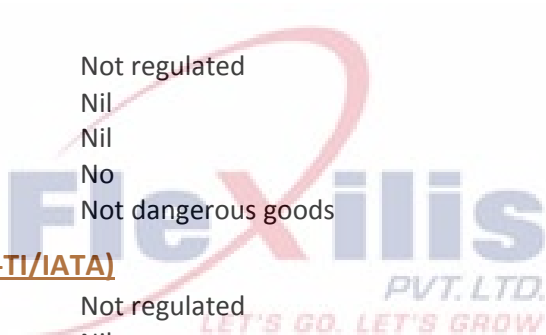 Not regulated
Nil
Nil
No
Not dangerous goods
Flexilis
-TI/IATA)
PVT. LTD.
Not regulated
LET'S GO, LET'S GROW